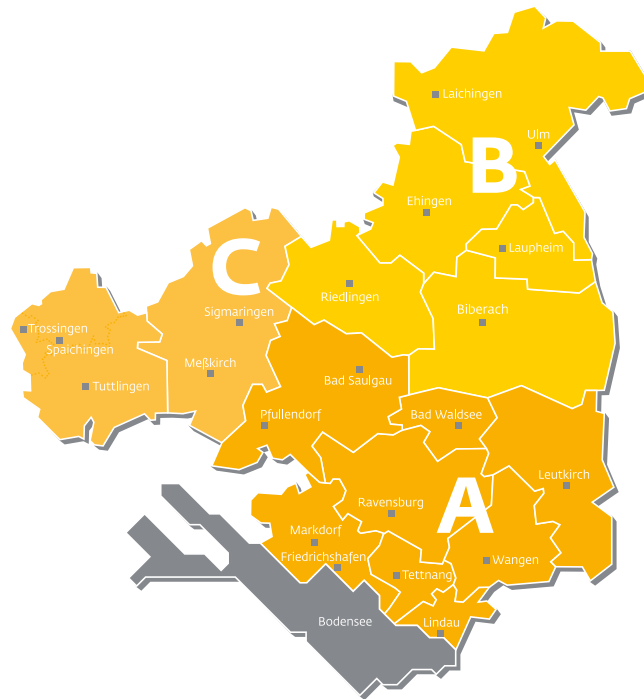 Laichingen
Ulm
B
Ehingen
Laupheim
C
Riedlingen
Biberach
Sigmaringen
Trossingen
Spaichingen
Meßkirch
Tuttlingen
Bad Saulgau
Pfullendorf
Bad Waldsee
Leutkirch
Ravensburg
A
Markdorf
Friedrichshafen
Wangen
Tettnang
Bodensee
Lindau